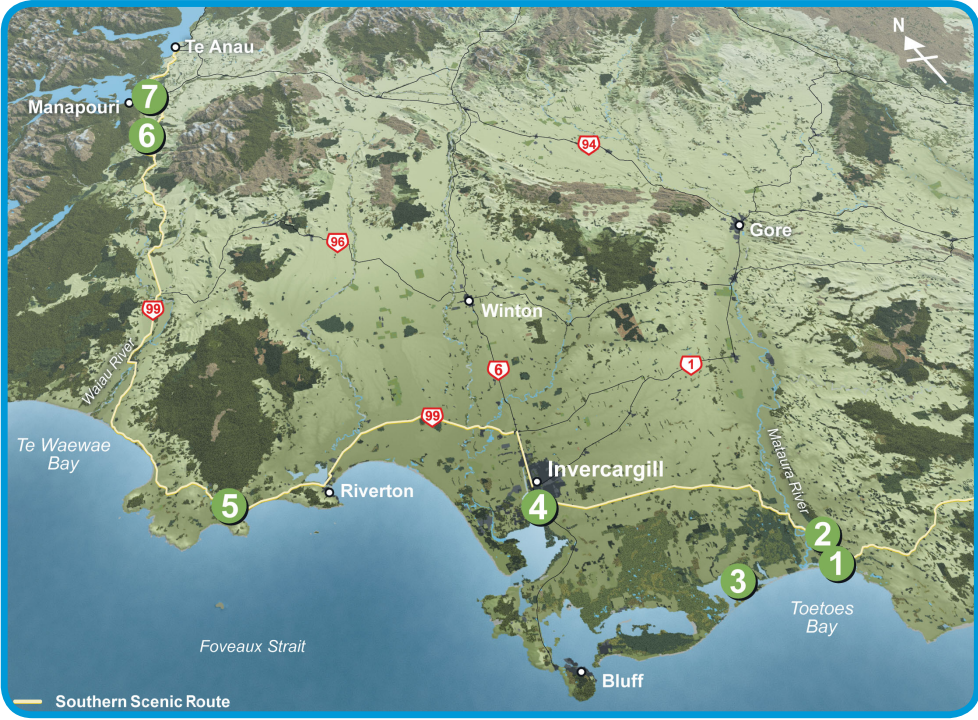 N
Te Anau
7
Manapouri
6
94
Gore
96
99
Winton
6
1
Waiau River
99
Te Waewae
Bay
Mataura River
Invercargill
Riverton
5
4
2
1
3
Toetoes
Bay
Foveaux Strait
Bluff
Southern Scenic Route